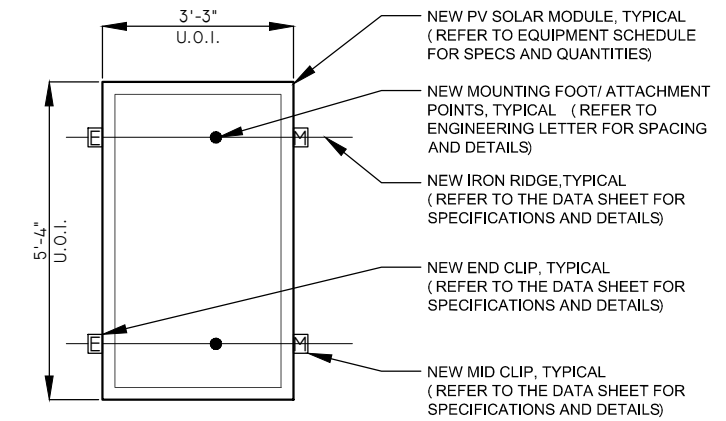 3'-3"
U.O.I.
NEW PV SOLAR MODULE, TYPICAL
( REFER TO EQUIPMENT SCHEDULE
FOR SPECS AND QUANTITIES)
NEW MOUNTING FOOT/ ATTACHMENT
POINTS, TYPICAL ( REFER TO
ENGINEERING LETTER FOR SPACING
AND DETAILS)
E
M
NEW IRON RIDGE,TYPICAL
( REFER TO THE DATA SHEET FOR
SPECIFICATIONS AND DETAILS)
5'-4"
U.O.I.
NEW END CLIP, TYPICAL
( REFER TO THE DATA SHEET FOR
SPECIFICATIONS AND DETAILS)
E
M
NEW MID CLIP, TYPICAL
( REFER TO THE DATA SHEET FOR
SPECIFICATIONS AND DETAILS)